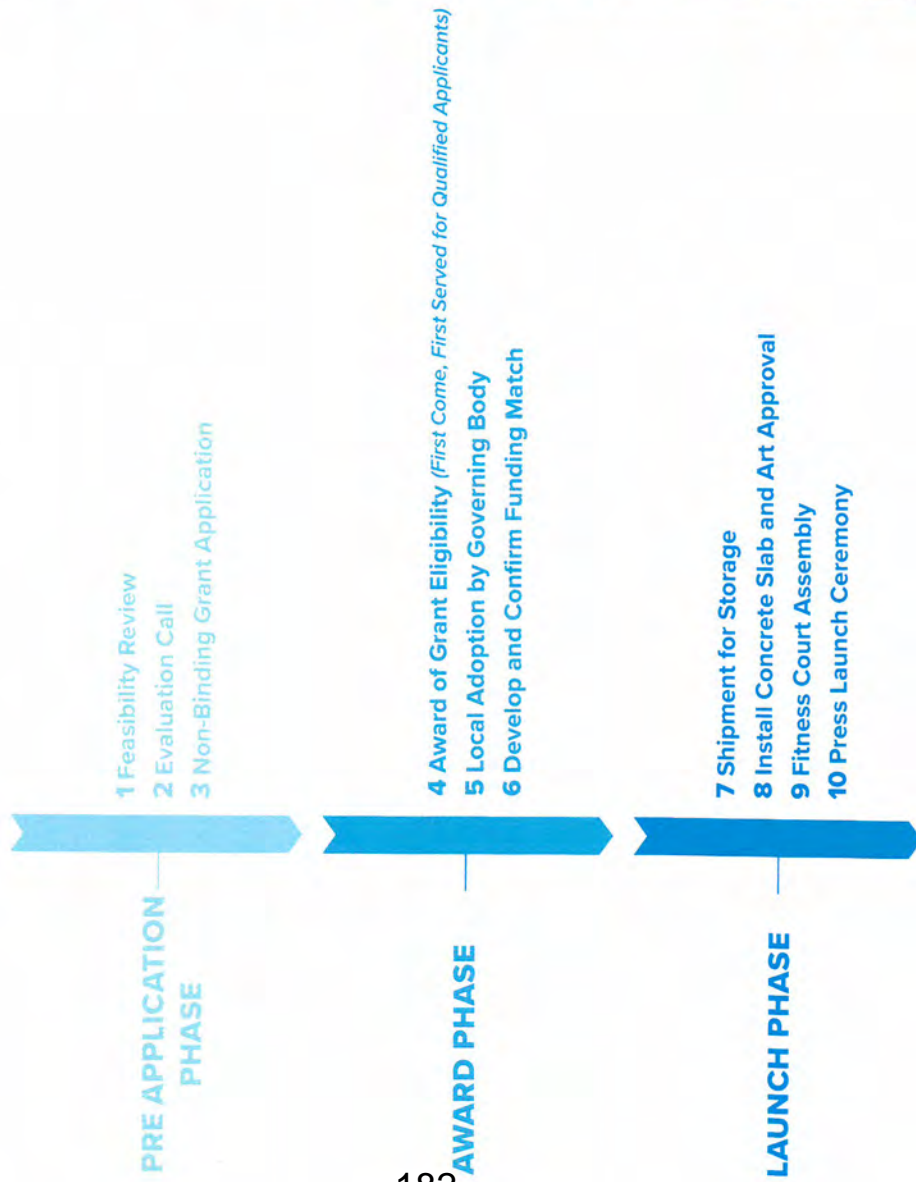 PRE APPLICATION
PHASE
1 Feasibility Review
2 Evaluation Call
3 Non-Binding Grant Application
AWARD PHASE
4 Award of Grant Eligibility (First Come, First Served for Qualified Applicants)
5 Local Adoption by Governing Body
6 Develop and Confirm Funding Match
LAUNCH PHASE
7 Shipment for Storage
8 Install Concrete Slab and Art Approval
9 Fitness Court Assembly
10 Press Launch Ceremony